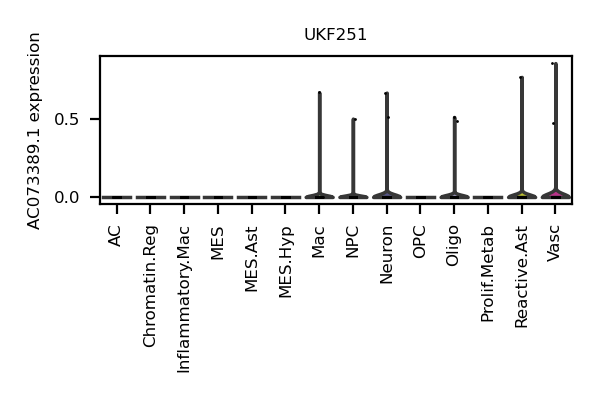 UKF251
AC073389.1 expression
0.5
0.0
AC
Chromatin.Reg
Inflammatory.Mac
MES
MES.Ast
MES.Hyp
Mac
NPC
Neuron
OPC
Oligo
Prolif.Metab
Reactive.Ast
Vasc